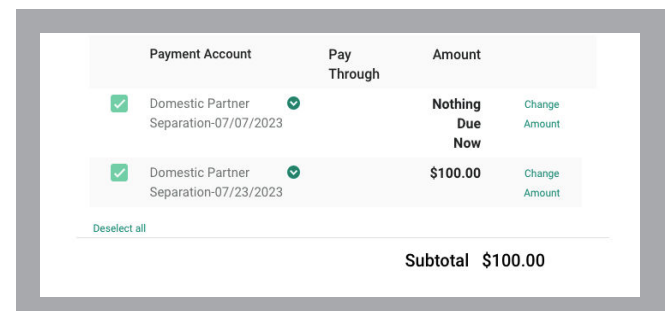 Payment Account Pay Amount
Through
Domestic Partner Nothing Change
Separation-07/07/2023 Due Amount
Now
Domestic Partner $100.00 Change
Separation-07/23/2023 Amount
Deselect all
Subtotal $100.00